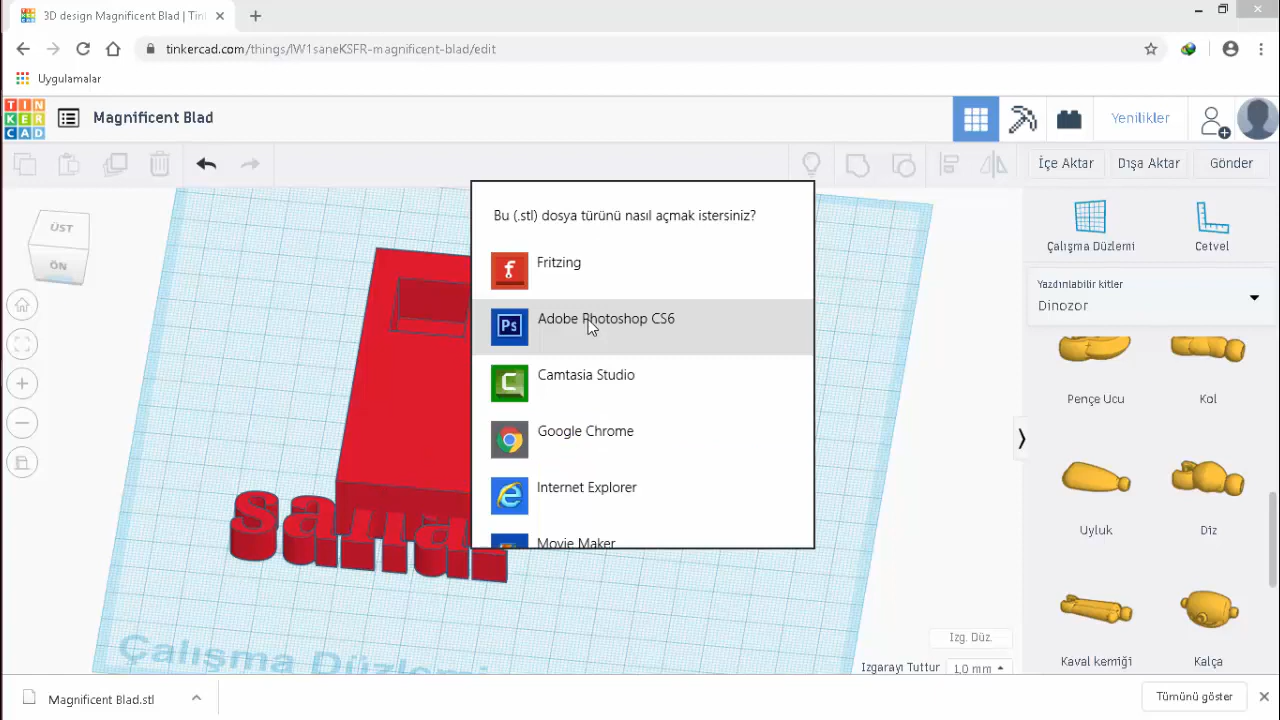 3D design Magnificent Blad | Tin
tinkercad.com/things/lW1saneKSFR-magnificent-blad/edit
Uygulamalar
TIN
KER
CAD
Magnificent Blad
Yenilikler
İçe Aktar
Dışa Aktar
Gönder
ÜST
ÖN
Bu (.stl) dosya türünü nasıl açmak istersiniz?
Fritzing
Adobe Photoshop CS6
Camtasia Studio
Google Chrome
Internet Explorer
Movie Maker
Çalışma Düzlemi
Cetvel
Yazdırılabilir kitler
Dinozor
Pençe Ucu
Kol
Uyluk
Diz
Kaval kemiği
Kalça
Çalışma Düzlemi
Izg. Düz.
Izgarayı Tuttur
1,0 mm
Magnificent Blad.stl
Tümünü göster